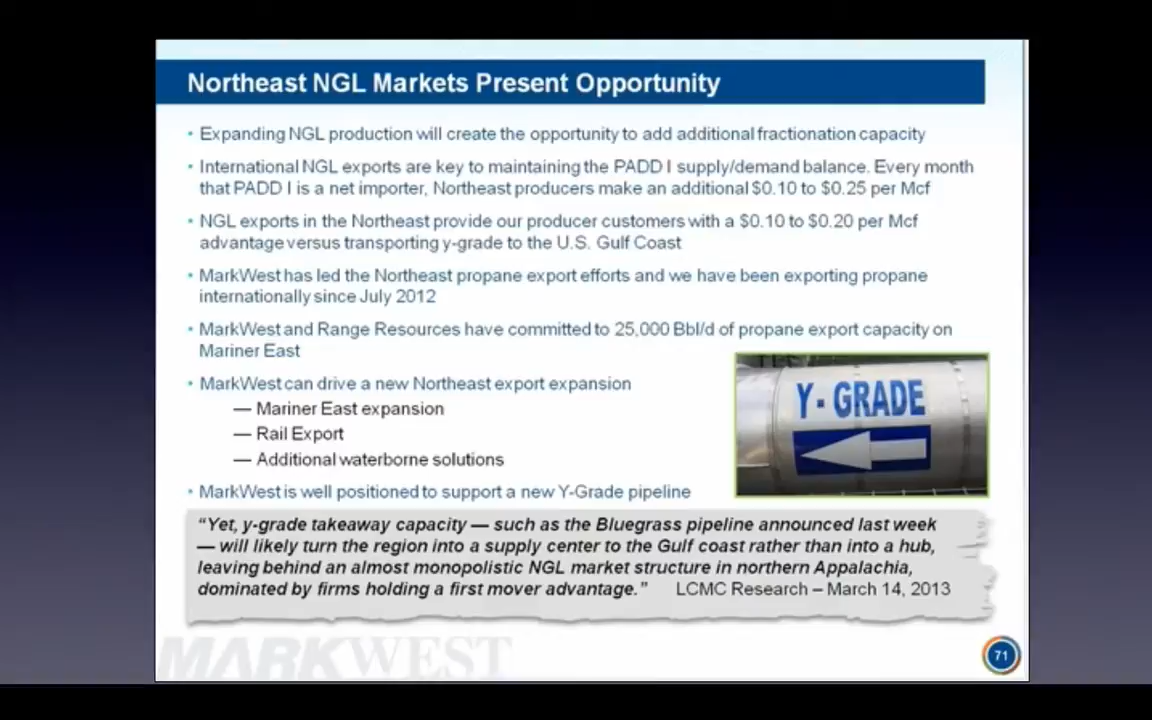 Northeast NGL Markets Present Opportunity
• Expanding NGL production will create the opportunity to add additional fractionation capacity
• International NGL exports are key to maintaining the PADD I supply/demand balance. Every month
that PADD I is a net importer, Northeast producers make an additional $0.10 to $0.25 per Mcf
• NGL exports in the Northeast provide our producer customers with a $0.10 to $0.20 per Mcf
advantage versus transporting y-grade to the U.S. Gulf Coast
• MarkWest has led the Northeast propane export efforts and we have been exporting propane
internationally since July 2012
• MarkWest and Range Resources have committed to 25,000 Bbl/d of propane export capacity on
Mariner East
• MarkWest can drive a new Northeast export expansion
— Mariner East expansion
— Rail Export
— Additional waterborne solutions
Y-GRADE
• MarkWest is well positioned to support a new Y-Grade pipeline
“Yet, y-grade takeaway capacity — such as the Bluegrass pipeline announced last week
— will likely turn the region into a supply center to the Gulf coast rather than into a hub,
leaving behind an almost monopolistic NGL market structure in northern Appalachia,
dominated by firms holding a first mover advantage.” LCMC Research – March 14, 2013
MARKWEST
71